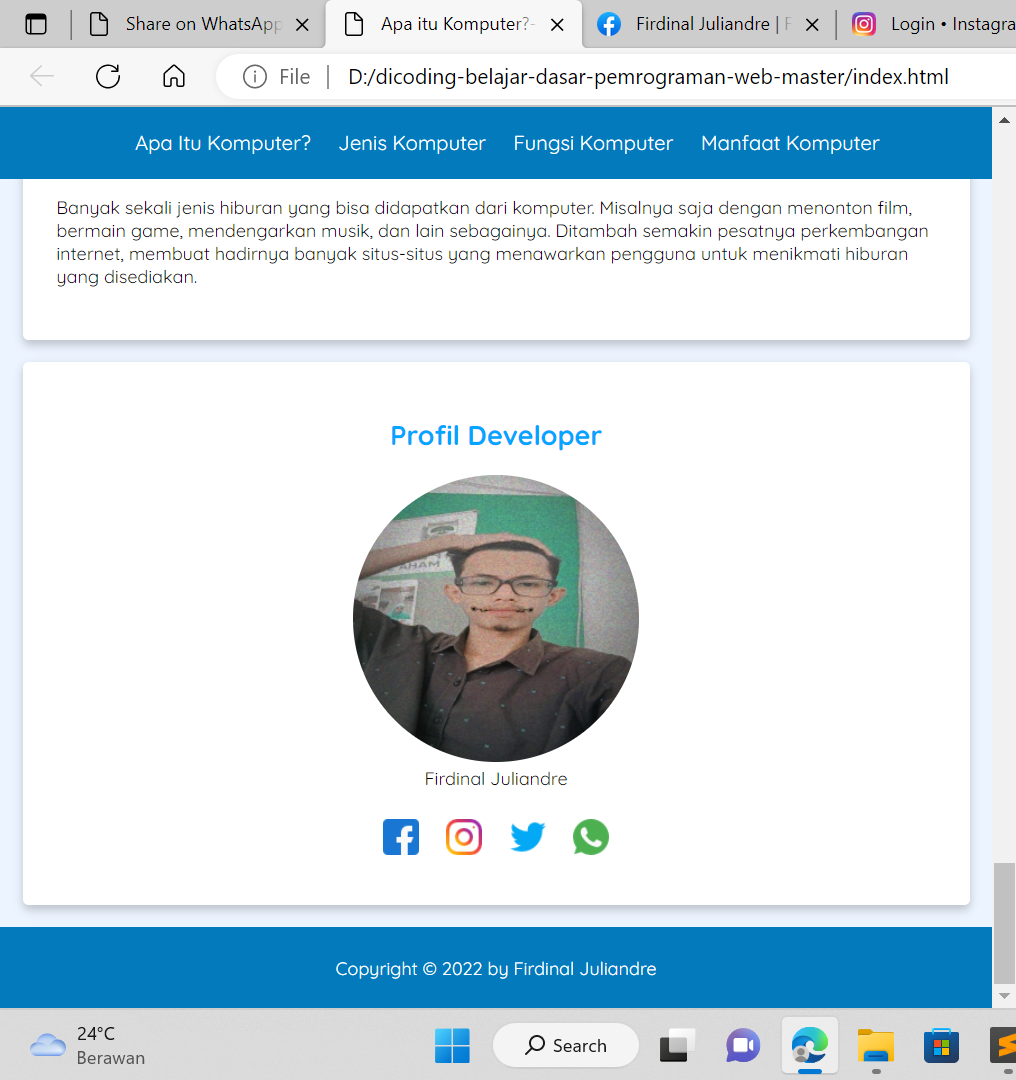 Share on WhatsApp
Apa itu Komputer?-
Firdinal Juliandre |
Login • Instagra
File
D:/dicoding-belajar-dasar-pemrograman-web-master/index.html
Apa Itu Komputer? Jenis Komputer Fungsi Komputer Manfaat Komputer
Banyak sekali jenis hiburan yang bisa didapatkan dari komputer. Misalnya saja dengan menonton film,
bermain game, mendengarkan musik, dan lain sebagainya. Ditambah semakin pesatnya perkembangan
internet, membuat hadirnya banyak situs-situs yang menawarkan pengguna untuk menikmati hiburan
yang disediakan.
Profil Developer
AHAM
Firdinal Juliandre
Copyright © 2022 by Firdinal Juliandre
24°C
Berawan
Search